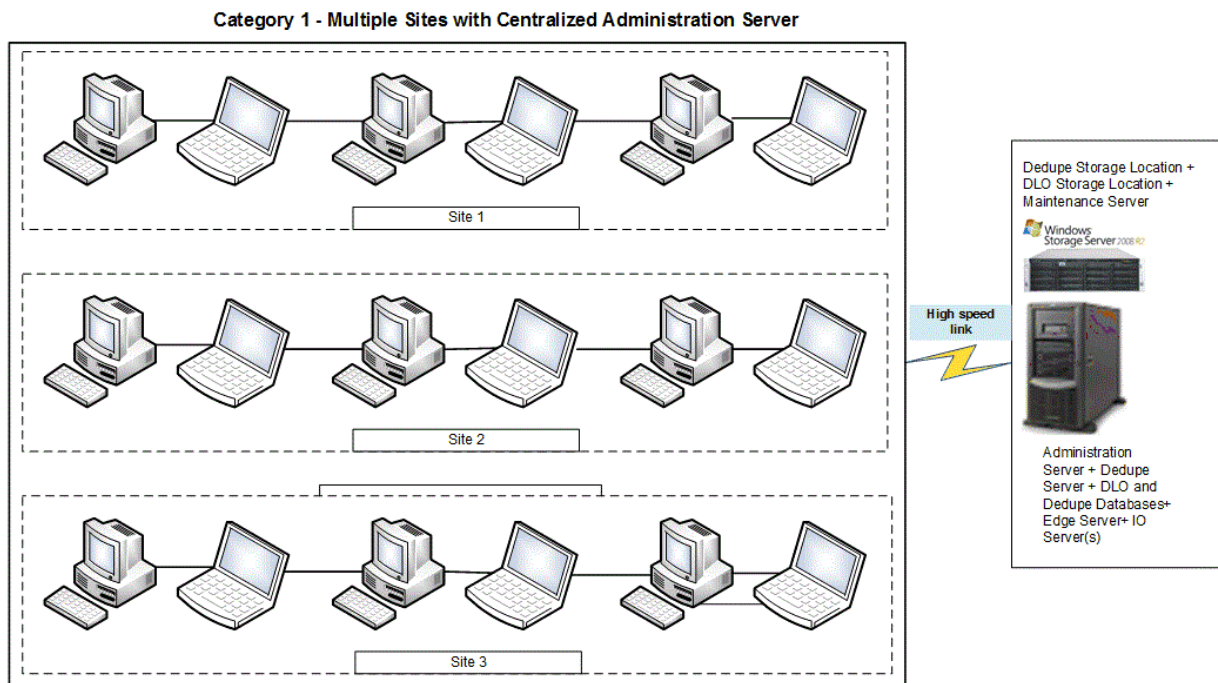 Category 1 - Multiple Sites with Centralized Administration Server
Site 1
Site 2
Site 3
High speed
link
Dedupe Storage Location +
DLO Storage Location +
Maintenance Server
Windows
Storage Server 2008 R2
Administration
Server + Dedupe
Server + DLO and
Dedupe Databases+
Edge Server+ IO
Server(s)